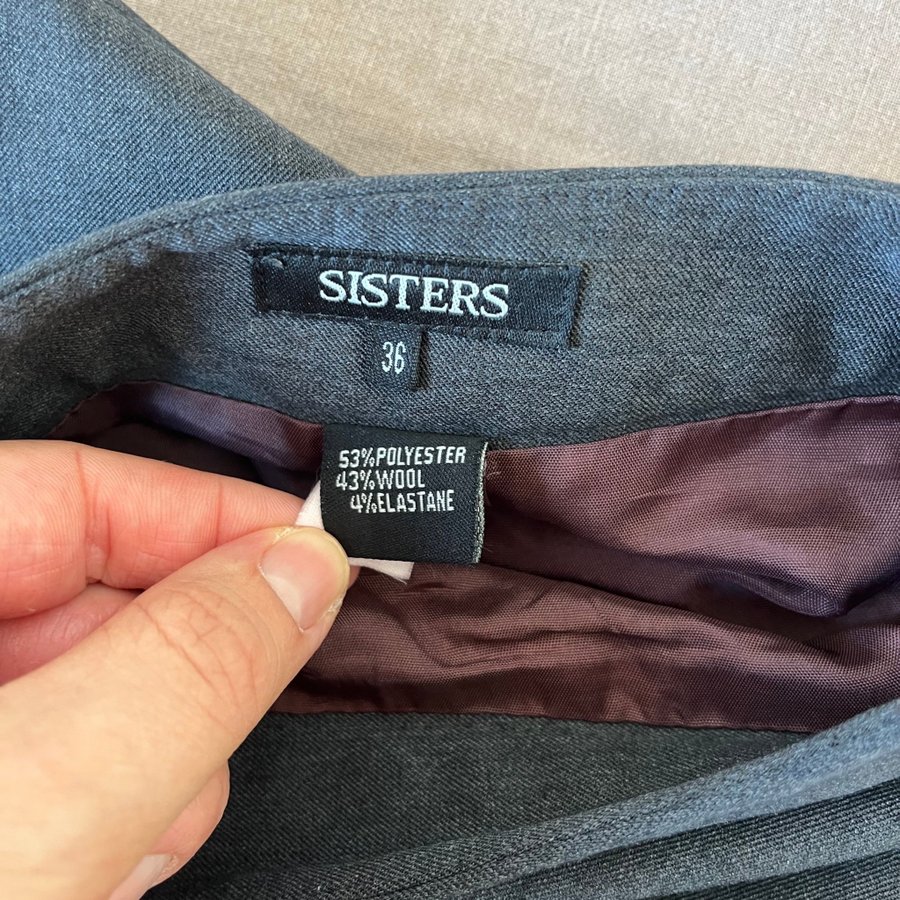 SISTERS
36
53%POLYESTER
43%WOOL
4%ELASTANE